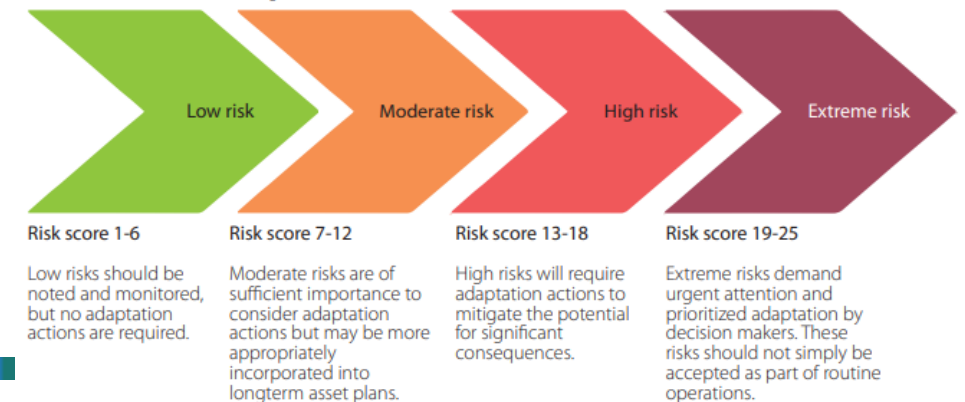 Low risk
Moderate risk
High risk
Extreme risk
Risk score 1-6
Low risks should be
noted and monitored,
but no adaptation
actions are required.
Risk score 7-12
Moderate risks are of
sufficient importance to
consider adaptation
actions but may be more
appropriately
incorporated into
longterm asset plans.
Risk score 13-18
High risks will require
adaptation actions to
mitigate the potential
for significant
consequences.
Risk score 19-25
Extreme risks demand
urgent attention and
prioritized adaptation by
decision makers. These
risks should not simply be
accepted as part of routine
operations.